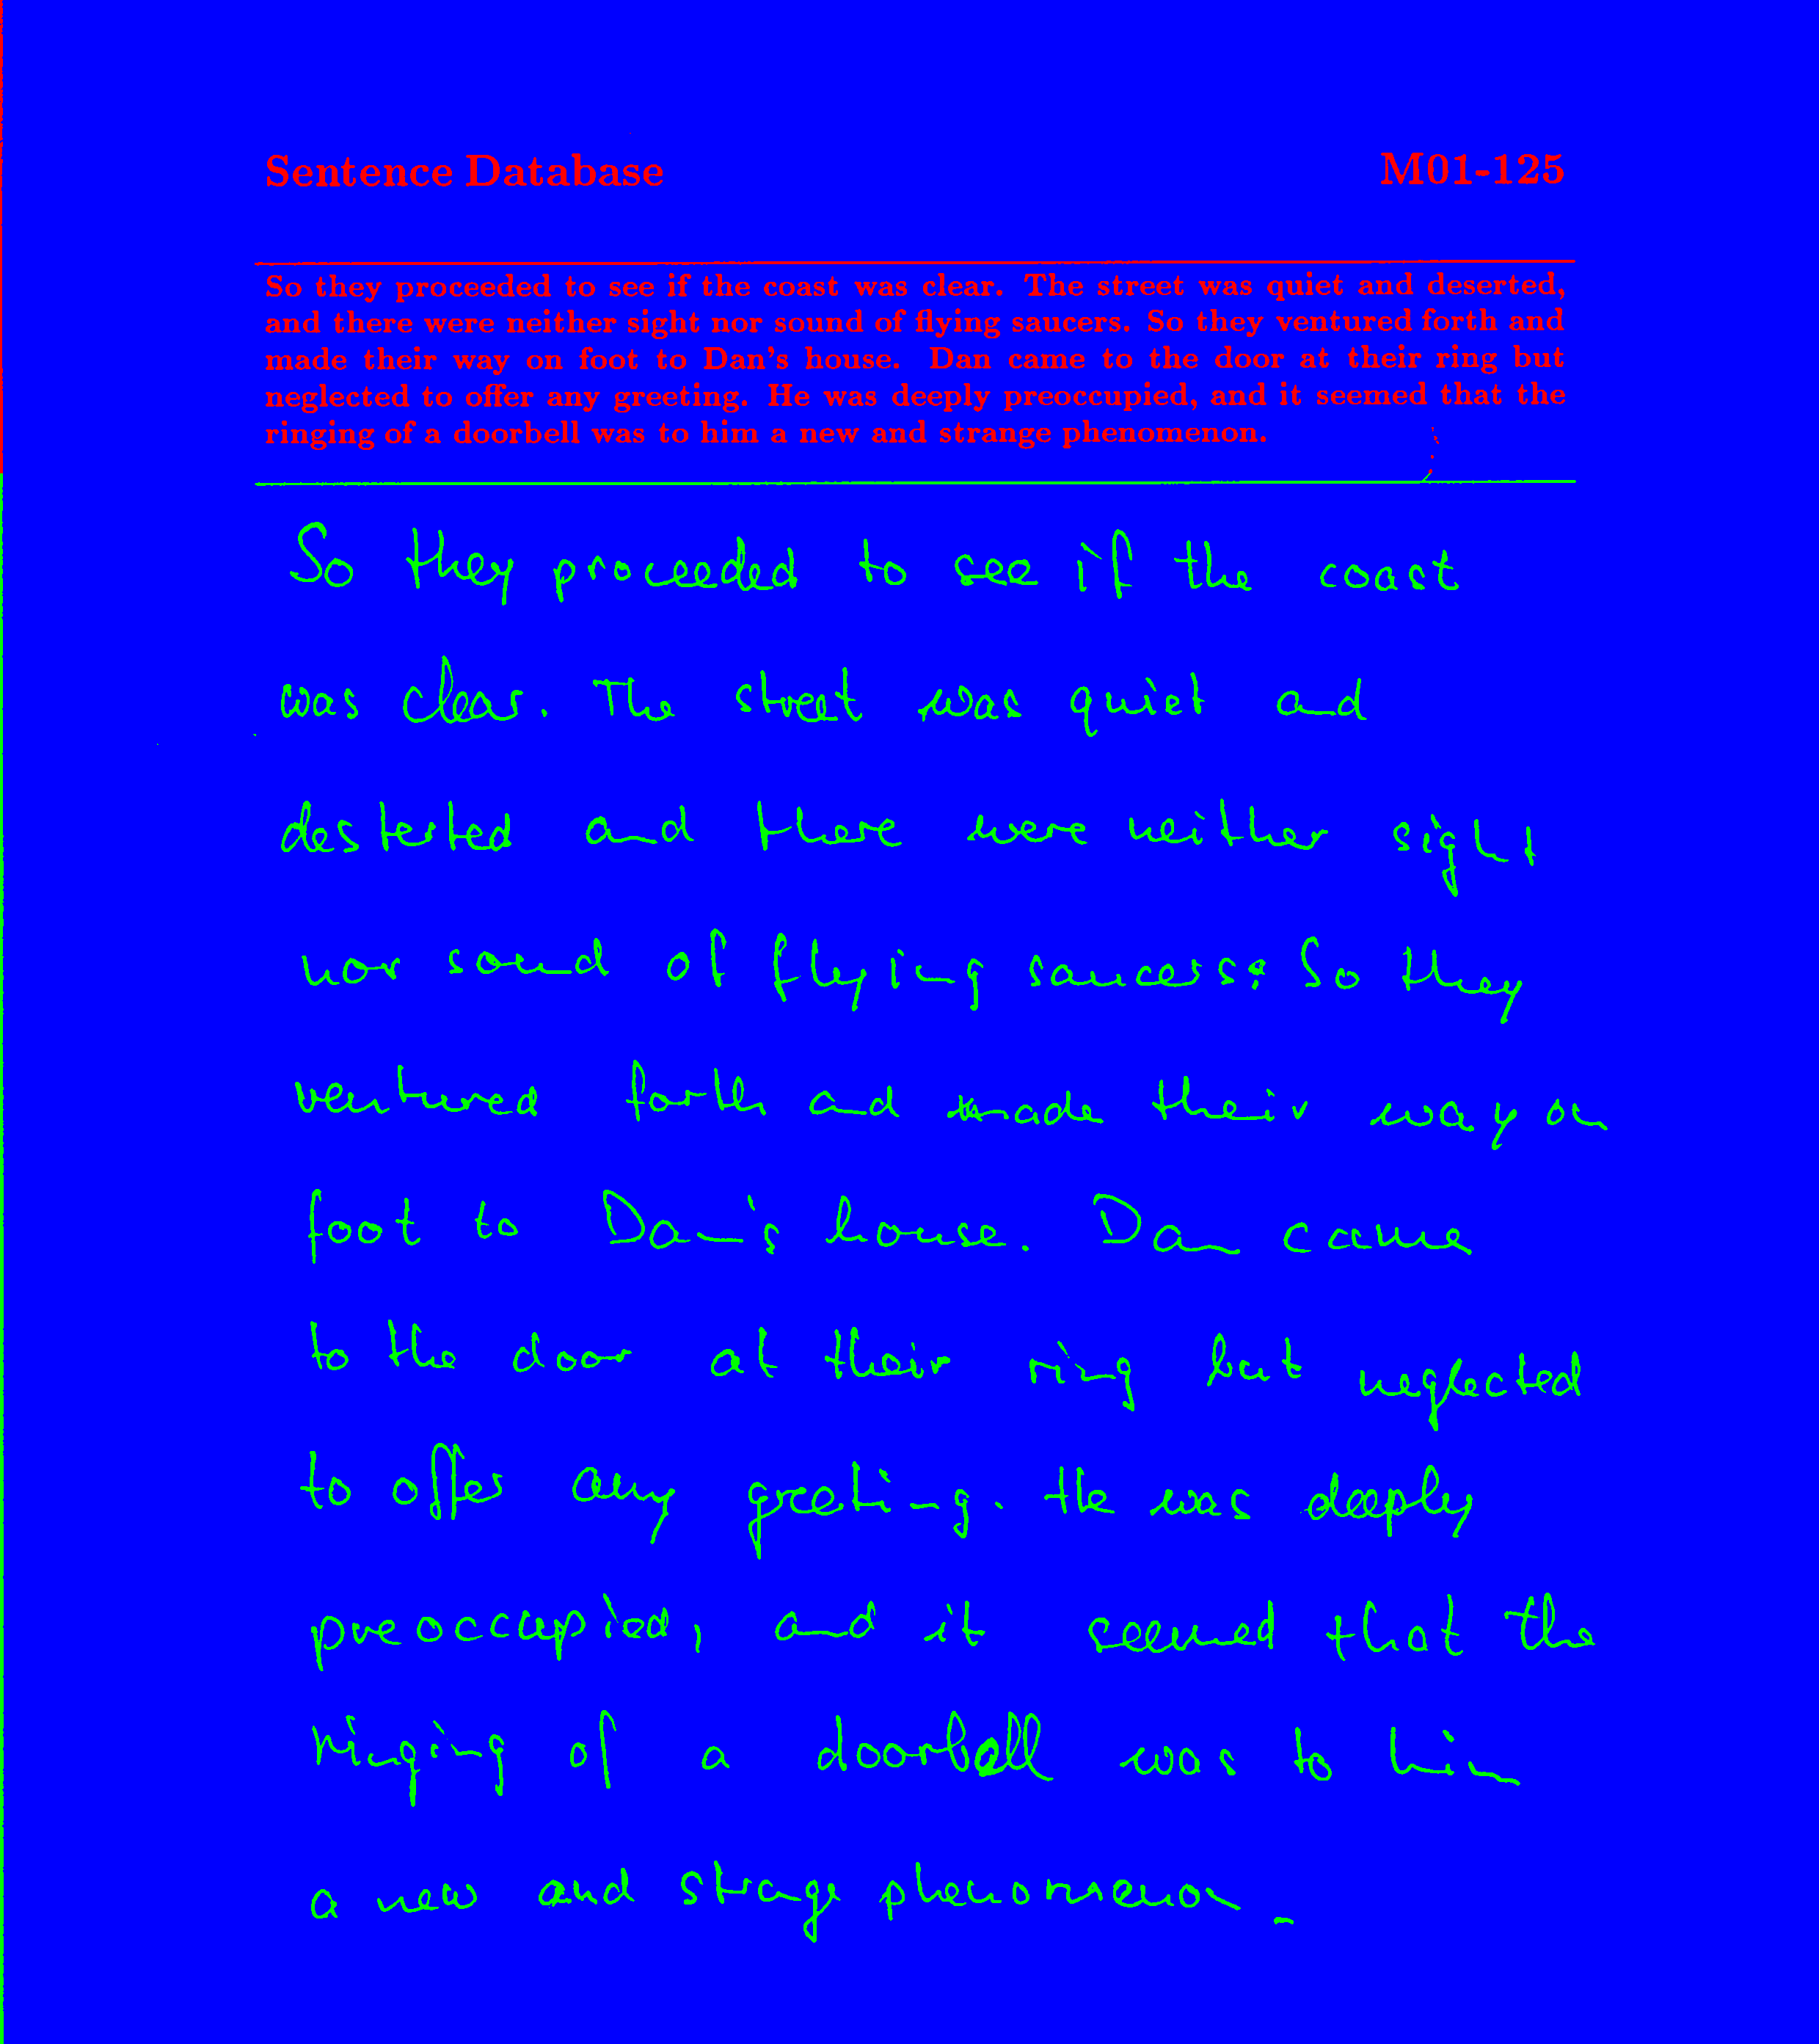 Sentence Database M01-125
So they proceeded to see if the coast was clear. The street was quiet and deserted,
and there were neither sight nor sound of flying saucers. So they ventured forth and
made their way on foot to Dan's house. Dan came to the door at their ring but
neglected to offer any greeting. He was deeply preoccupied, and it seemed that the
ringing of a doorbell was to him a new and strange phenomenon.
So they proceeded to see if the coast
was clear. The street was quiet and
desterted and there were neither sight
nor sound of flying saucers. So they
ventured forth and made their way on
foot to Dan's house. Dan came
to the door at their ring but neglected
to offer any greeting. He was deeply
preoccupied, and it seemed that the
ringing of a doorbell was to him
a new and strange phenomenon.